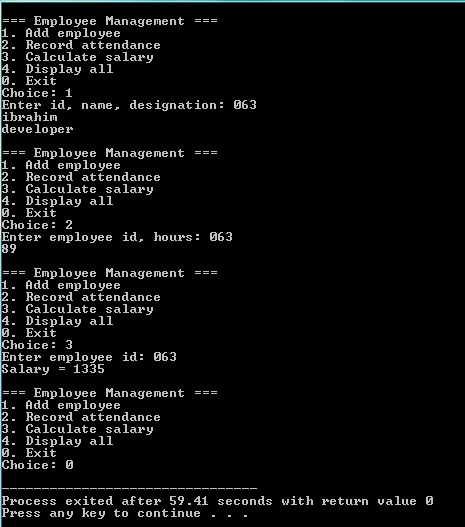 === Employee Management ===
1. Add employee
2. Record attendance
3. Calculate salary
4. Display all
0. Exit
Choice: 1
Enter id, name, designation: 063
ibrahim
developer
=== Employee Management ===
1. Add employee
2. Record attendance
3. Calculate salary
4. Display all
0. Exit
Choice: 2
Enter employee id, hours: 063
89
=== Employee Management ===
1. Add employee
2. Record attendance
3. Calculate salary
4. Display all
0. Exit
Choice: 3
Enter employee id: 063
Salary = 1335
=== Employee Management ===
1. Add employee
2. Record attendance
3. Calculate salary
4. Display all
0. Exit
Choice: 0
--------------------------------
Process exited after 59.41 seconds with return value 0
Press any key to continue . . .